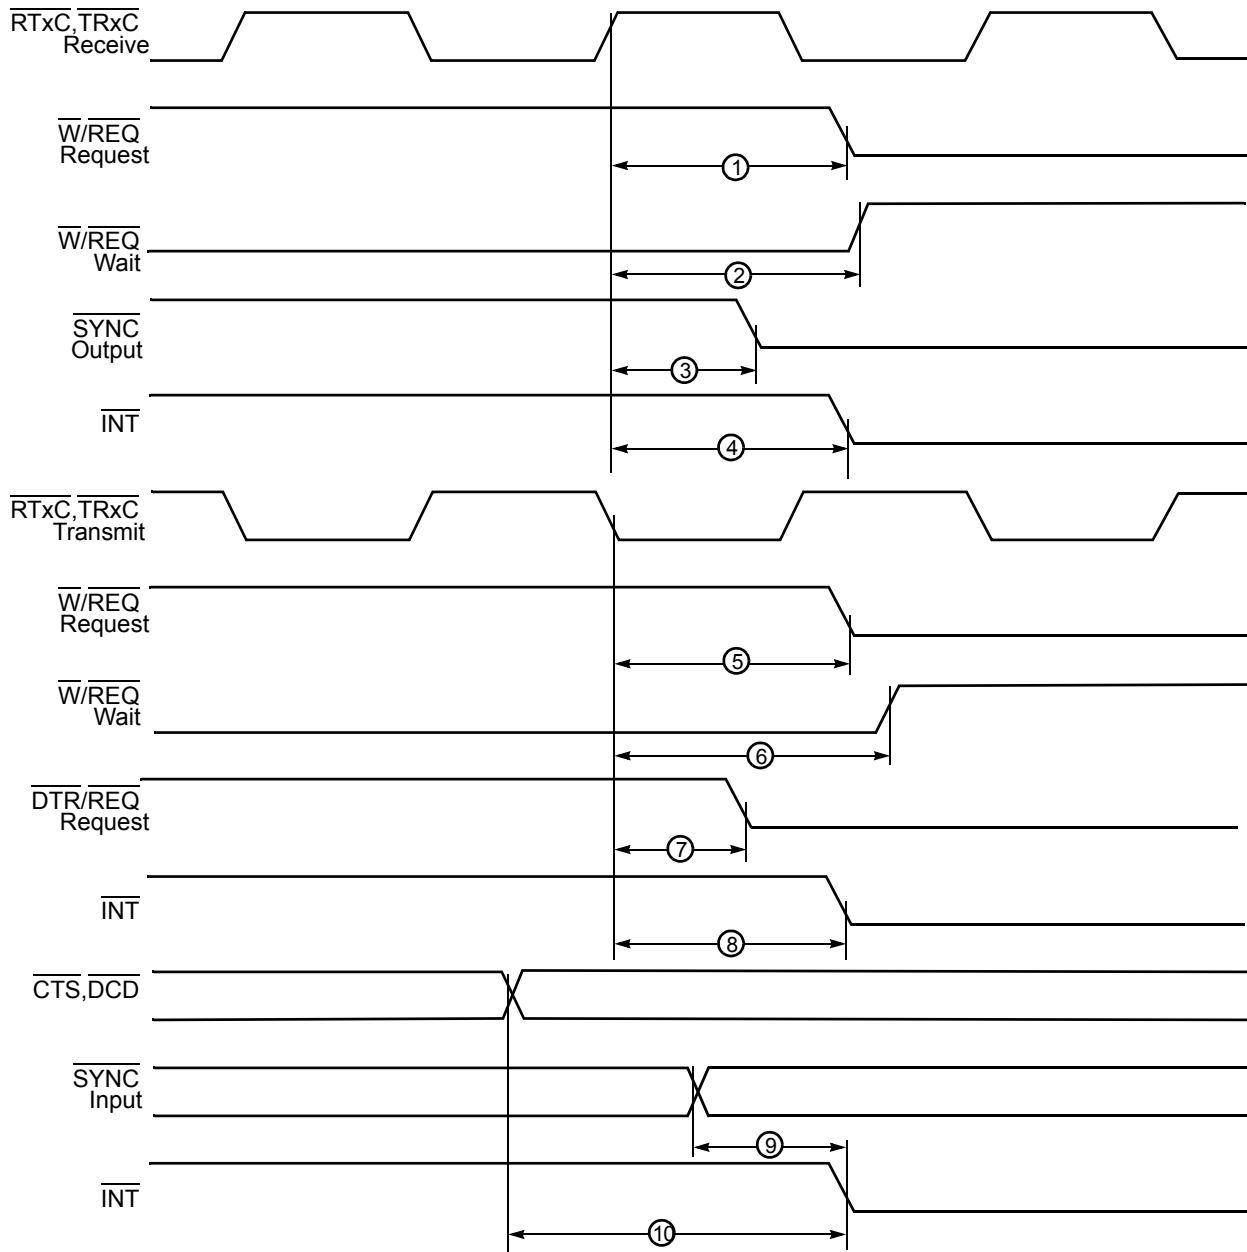 RTxC,TRxC
Receive
W/REQ
Request
1
W/REQ
Wait
2
SYNC
Output
3
INT
4
RTxC,TRxC
Transmit
W/REQ
Request
5
W/REQ
Wait
6
DTR/REQ
Request
7
INT
8
CTS,DCD
SYNC
Input
9
INT
10